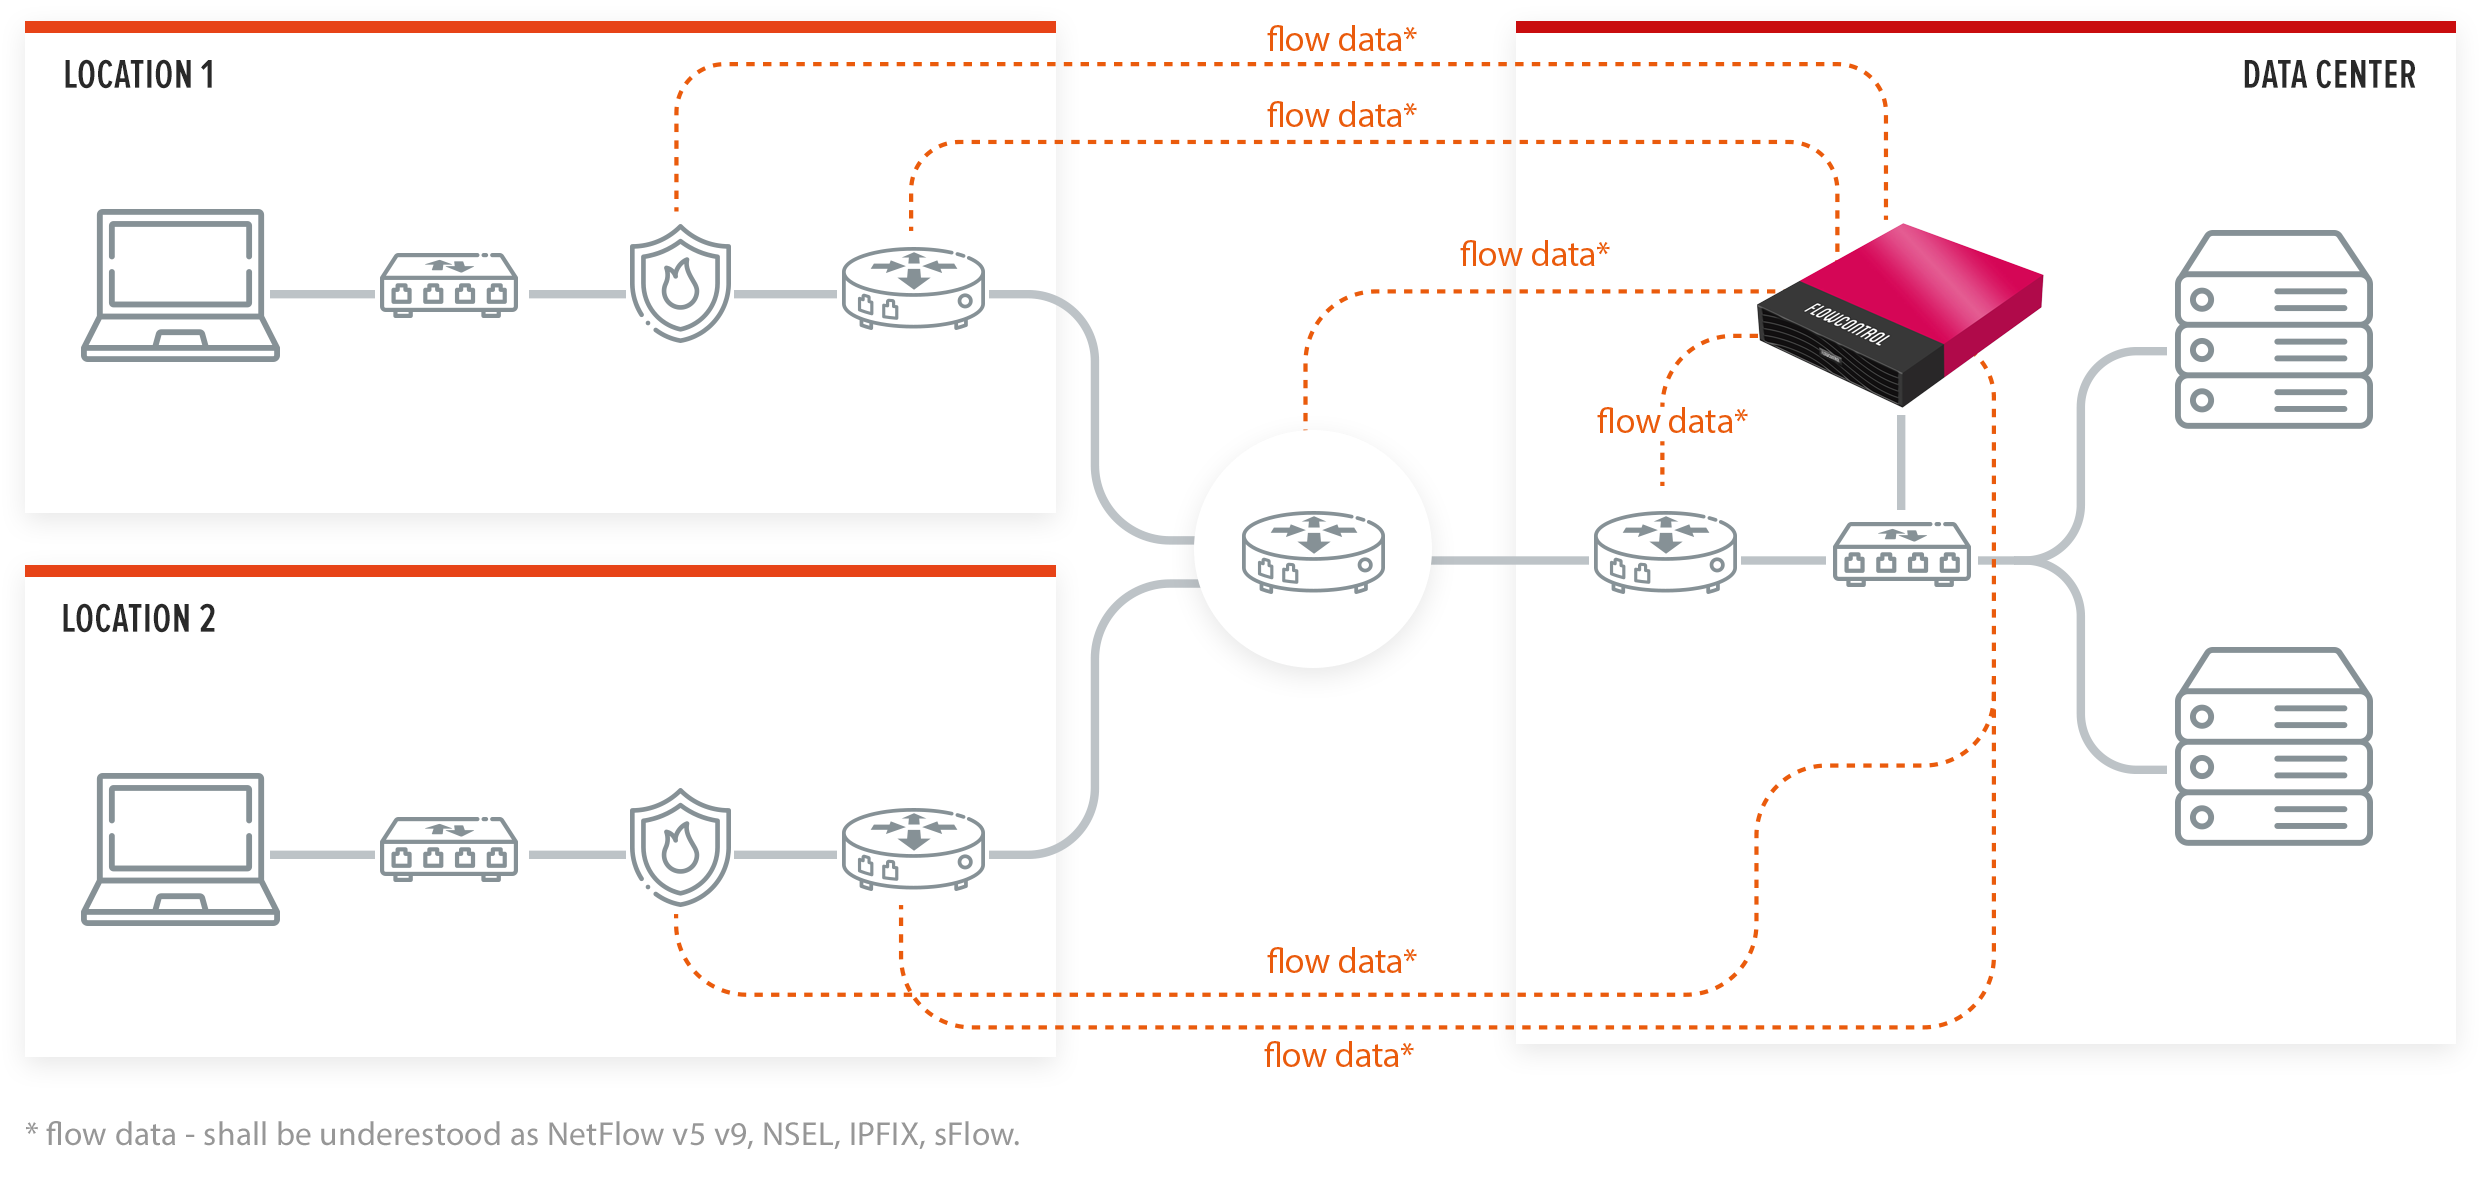 LOCATION 1
flow data*
DATA CENTER
flow data*
flow data*
FLOWCONTROL
flow data*
LOCATION 2
flow data*
flow data*
* flow data - shall be underestood as NetFlow v5 v9, NSEL, IPFIX, sFlow.